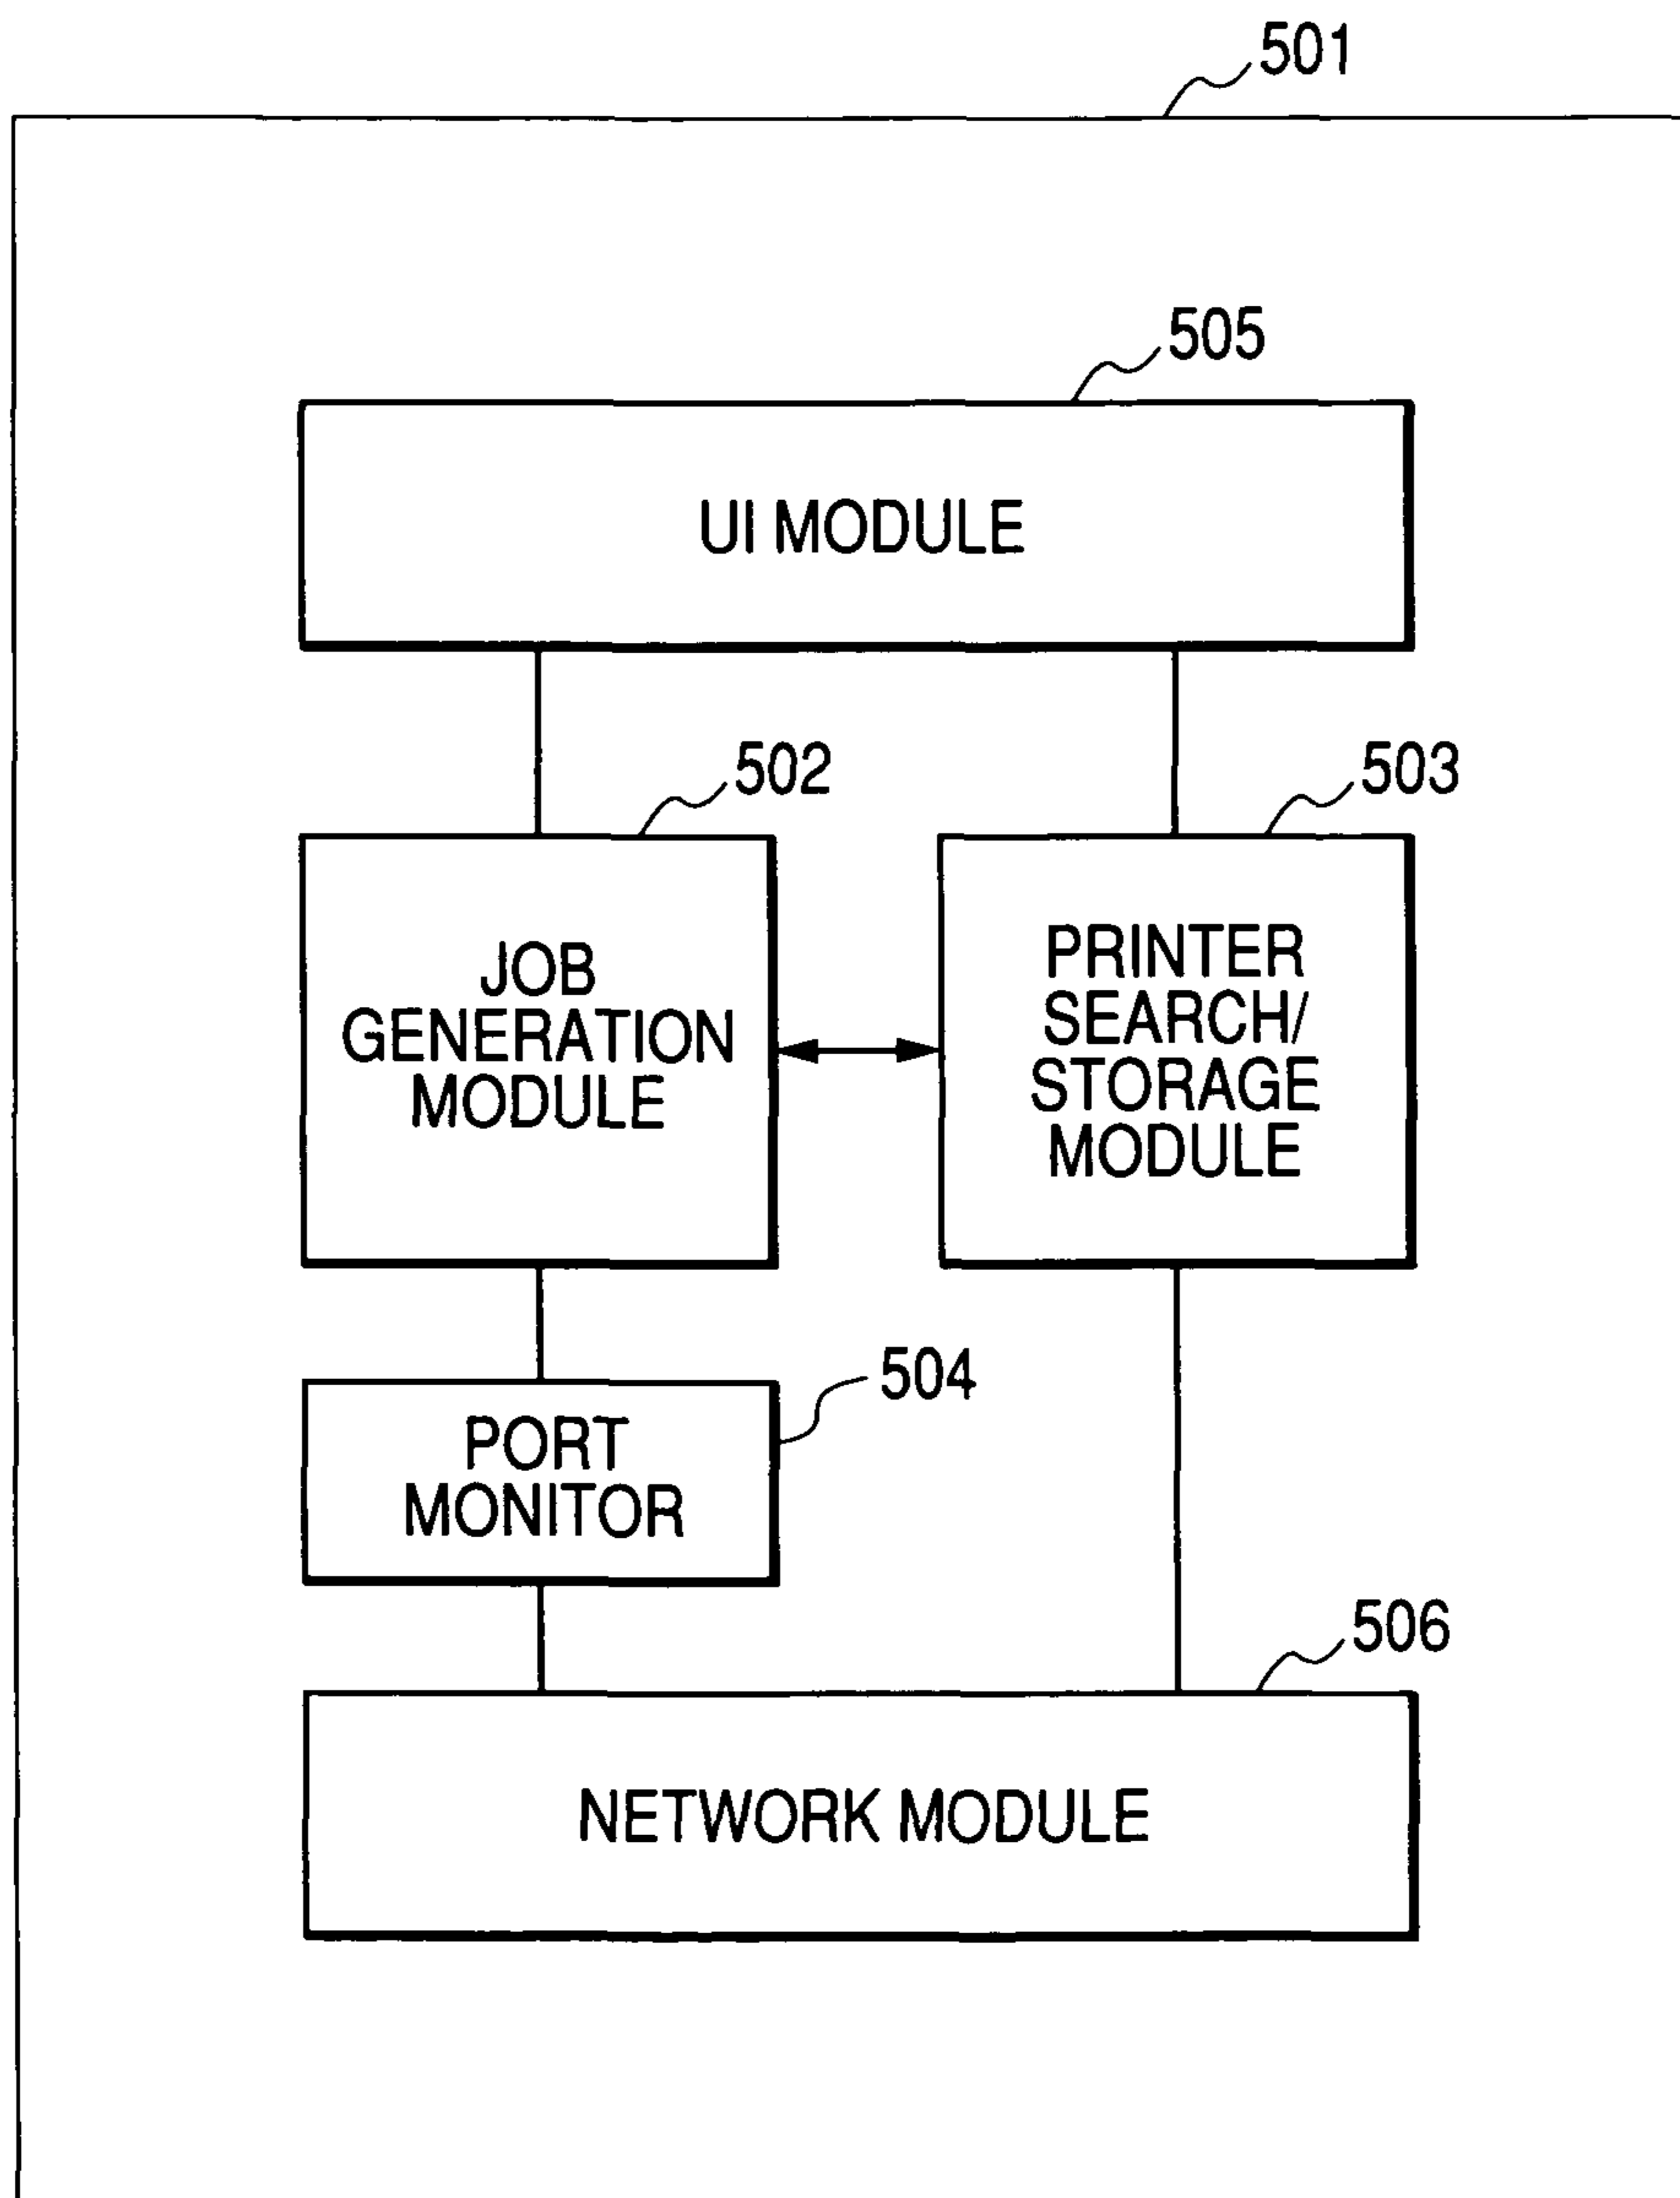 501
505
UI MODULE
502
503
JOB
GENERATION
MODULE
PRINTER
SEARCH/
STORAGE
MODULE
504
PORT
MONITOR
506
NETWORK MODULE